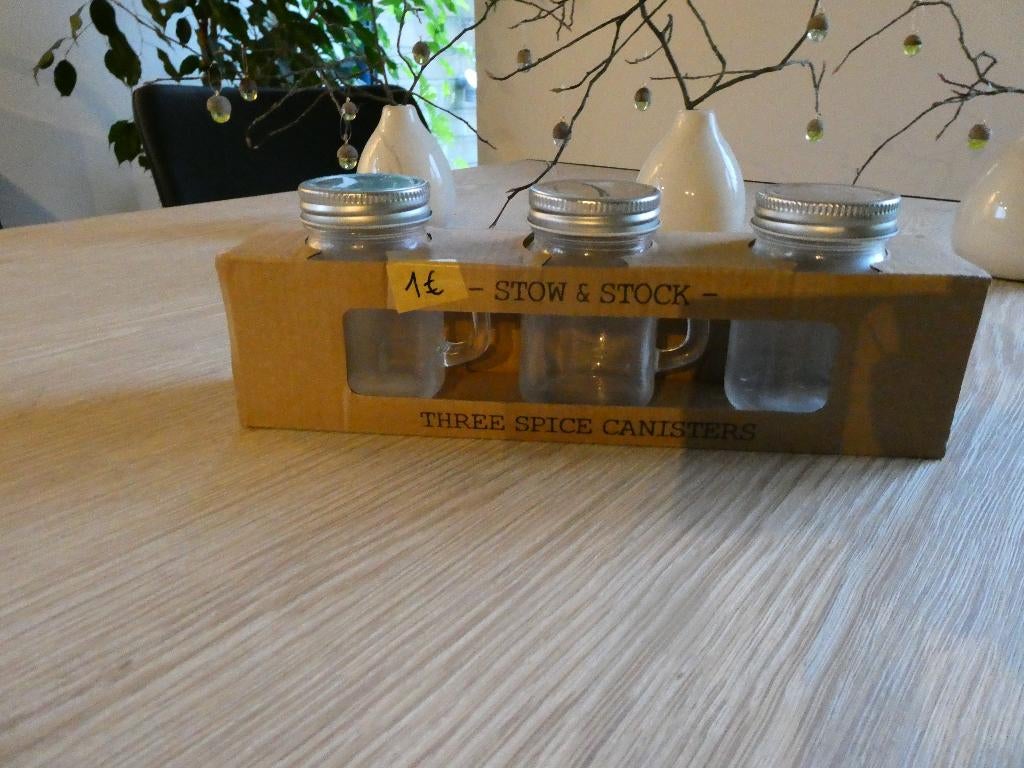 1€
- STOW & STOCK -
THREE SPICE CANISTERS